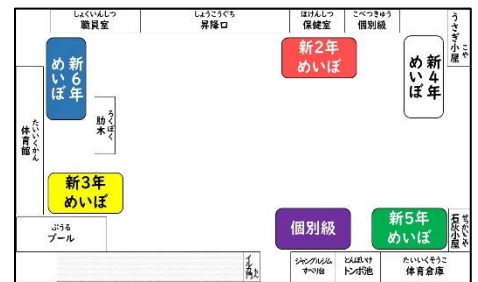 しょくいんしつ
職員室
しょうこうぐち
昇降口
ほけんしつ
保健室
こべつきゅう
個別級
うさぎ小屋
ごや
新6年
めいぼ
新2年
めいぼ
新4年
めいぼ
ろくぼく
肋木
たいいくかん
体育館
新3年
めいぼ
個別級
新5年
めいぼ
石灰小屋
ぷうる
プール
ジャングルジム
すべり台
とんぼいけ
トンボ池
たいいくそうこ
体育倉庫